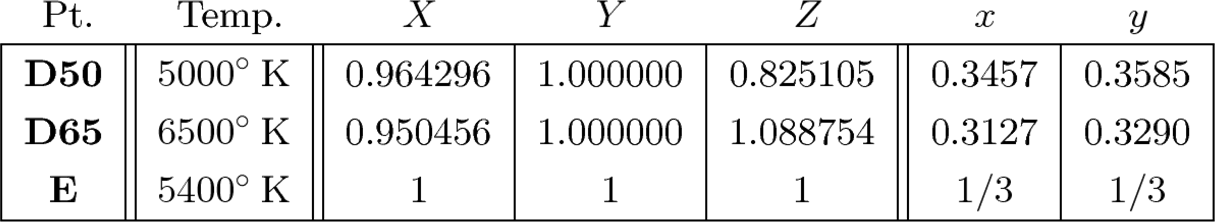 Pt. Temp. X Y Z x y
D50 5000° K 0.964296 1.000000 0.825105 0.3457 0.3585
D65 6500° K 0.950456 1.000000 1.088754 0.3127 0.3290
E 5400° K 1 1 1 1/3 1/3